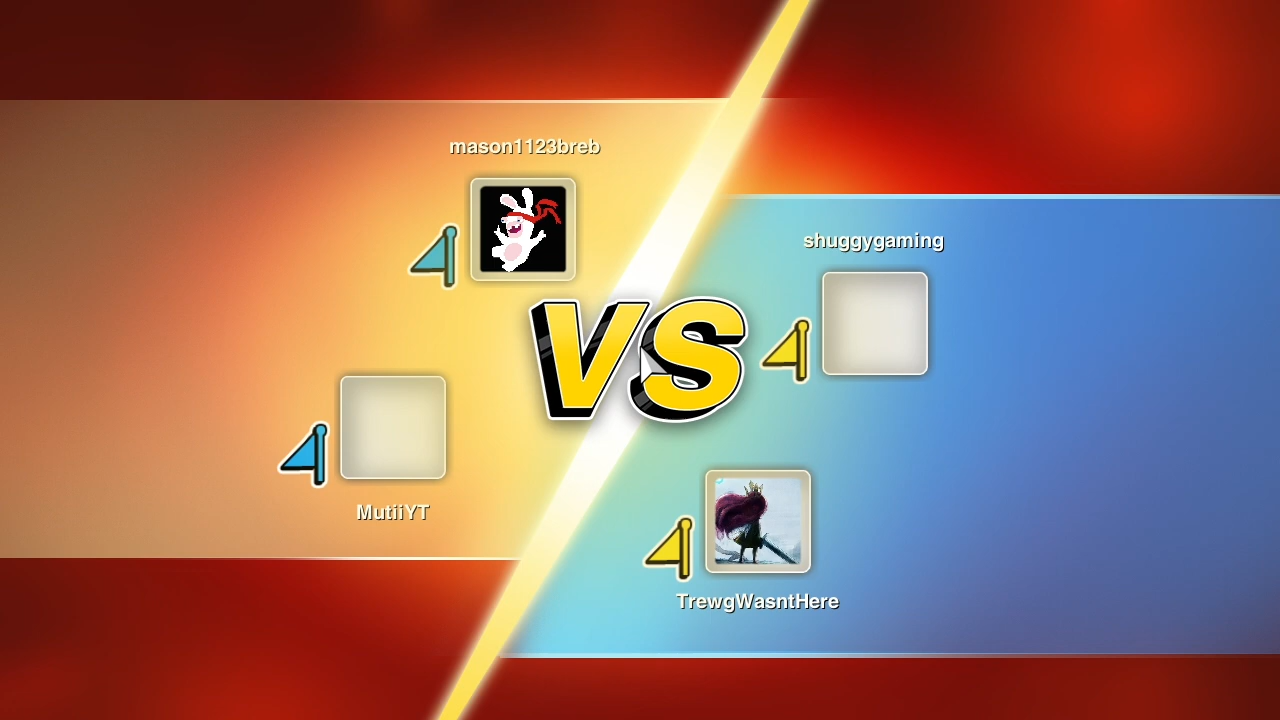 mason1123breb
shuggygaming
VS
MutiiYT
TrewgWasntHere